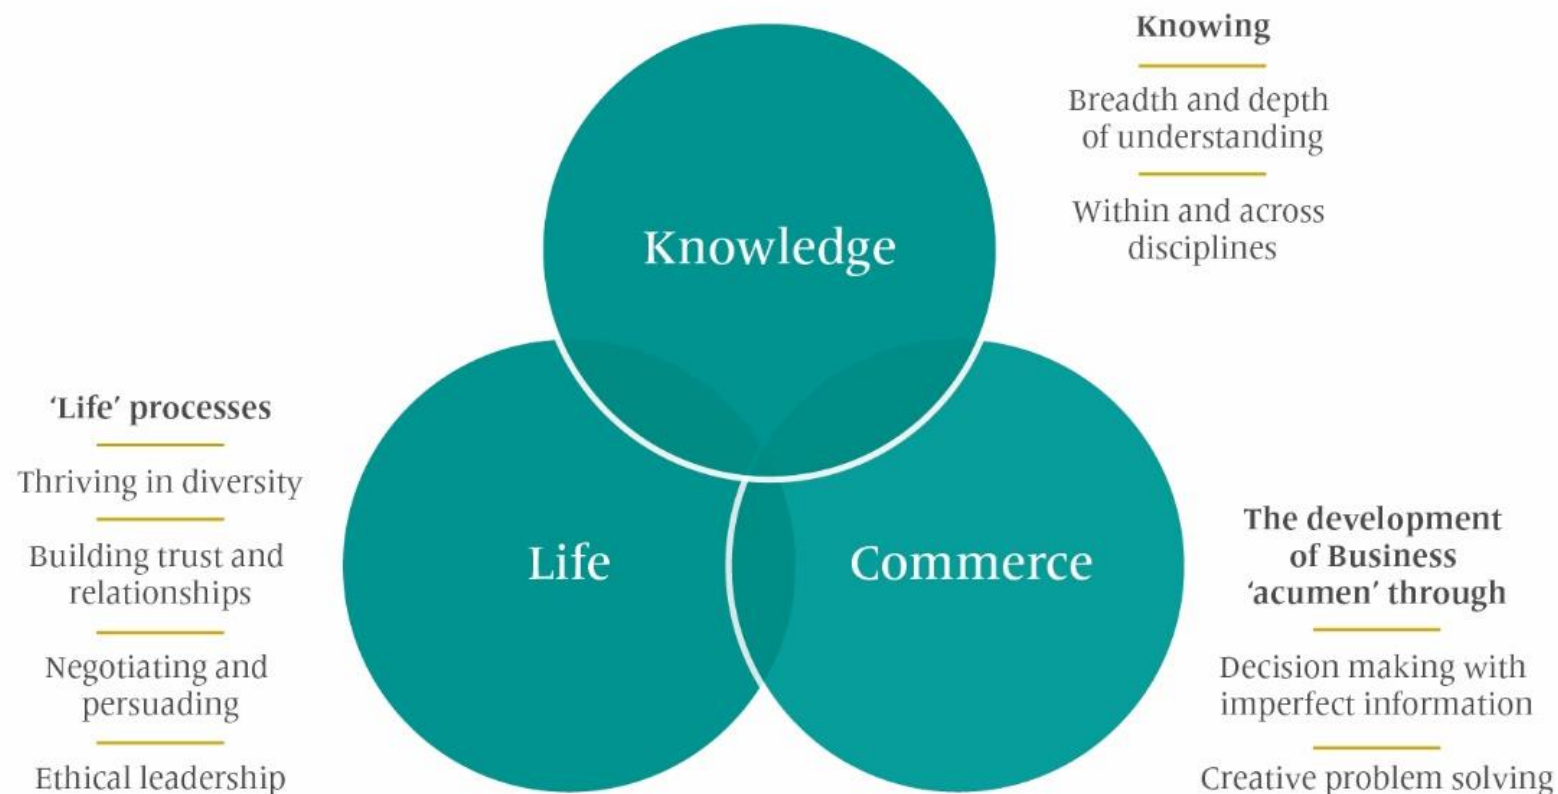 Knowing
Breadth and depth
of understanding
Within and across
disciplines
Knowledge
‘Life’ processes
Thriving in diversity
Building trust and
relationships
Negotiating and
persuading
Ethical leadership
Life
Commerce
The development
of Business
‘acumen’ through
Decision making with
imperfect information
Creative problem solving